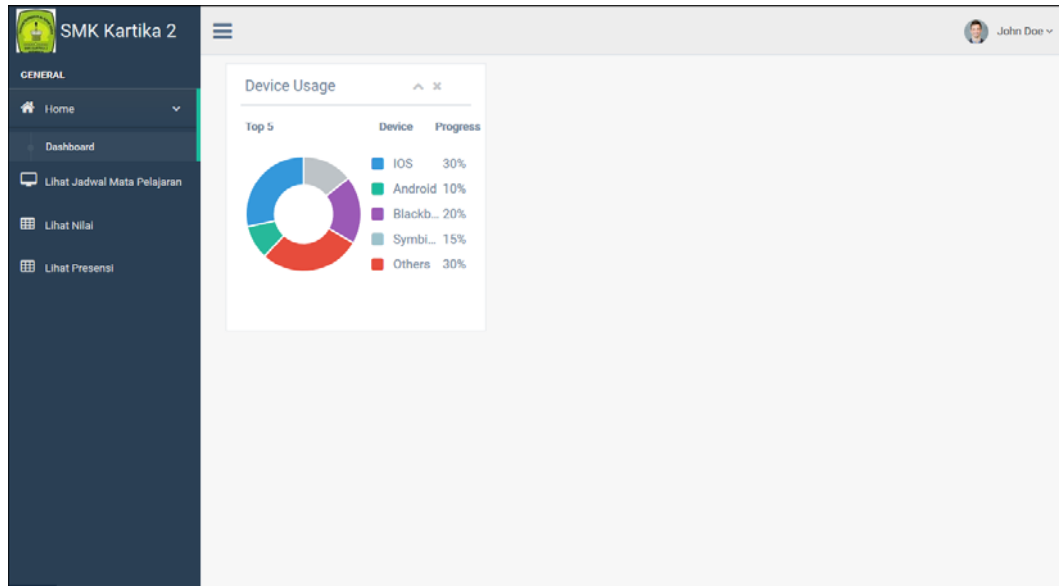 SMK Kartika 2
John Doe
GENERAL
Home
Dashboard
Lihat Jadwal Mata Pelajaran
Lihat Nilai
Lihat Presensi
Device Usage
Top 5 Device Progress
IOS 30%
Android 10%
Blackb... 20%
Symbi... 15%
Others 30%